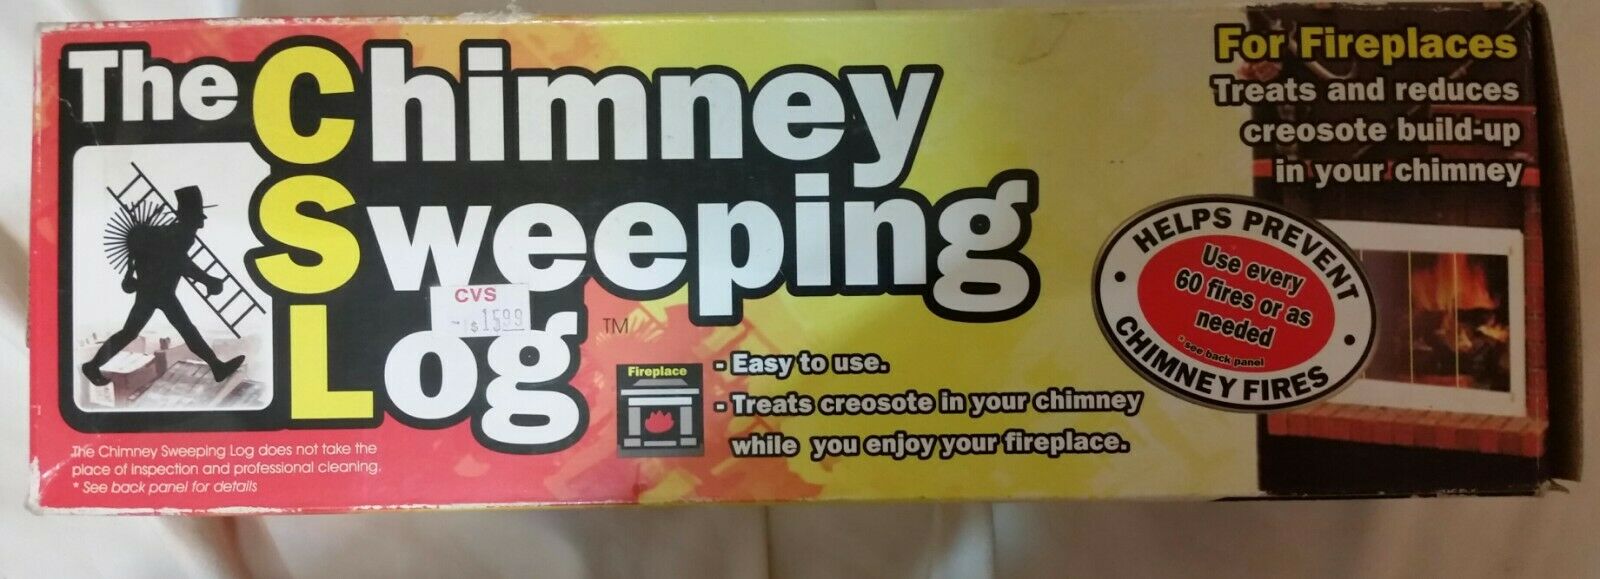 The Chimney
Sweeping
Log™
CVS
$15.99
The Chimney Sweeping Log does not take the
place of inspection and professional cleaning.
* See back panel for details
Fireplace
- Easy to use.
- Treats creosote in your chimney
while you enjoy your fireplace.
For Fireplaces
Treats and reduces
creosote build-up
in your chimney
HELPS PREVENT
Use every
60 fires or as
needed
* see back panel
CHIMNEY FIRES